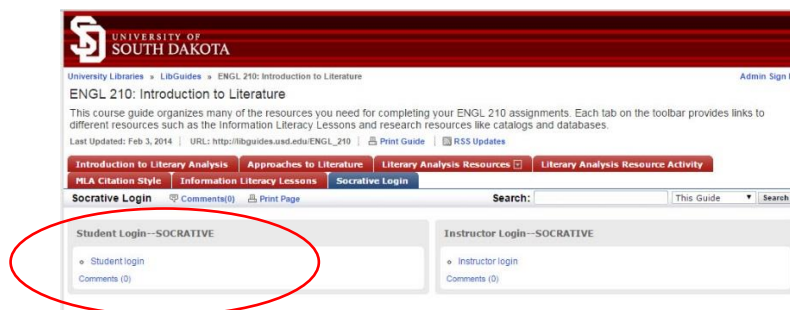 UNIVERSITY OF
SOUTH DAKOTA
University Libraries » LibGuides » ENGL 210: Introduction to Literature Admin Sign
ENGL 210: Introduction to Literature
This course guide organizes many of the resources you need for completing your ENGL 210 assignments. Each tab on the toolbar provides links to
different resources such as the Information Literacy Lessons and research resources like catalogs and databases.
Last Updated: Feb 3, 2014 | URL: http://libguides.usd.edu/ENGL_210 | Print Guide | RSS Updates
Introduction to Literary Analysis Approaches to Literature Literary Analysis Resources Literary Analysis Resource Activity
MLA Citation Style Information Literacy Lessons Socrative Login
Socrative Login Comments(0) Print Page Search: This Guide Search
Student Login--SOCRATIVE Instructor Login--SOCRATIVE
Student login Instructor login
Comments (0) Comments (0)